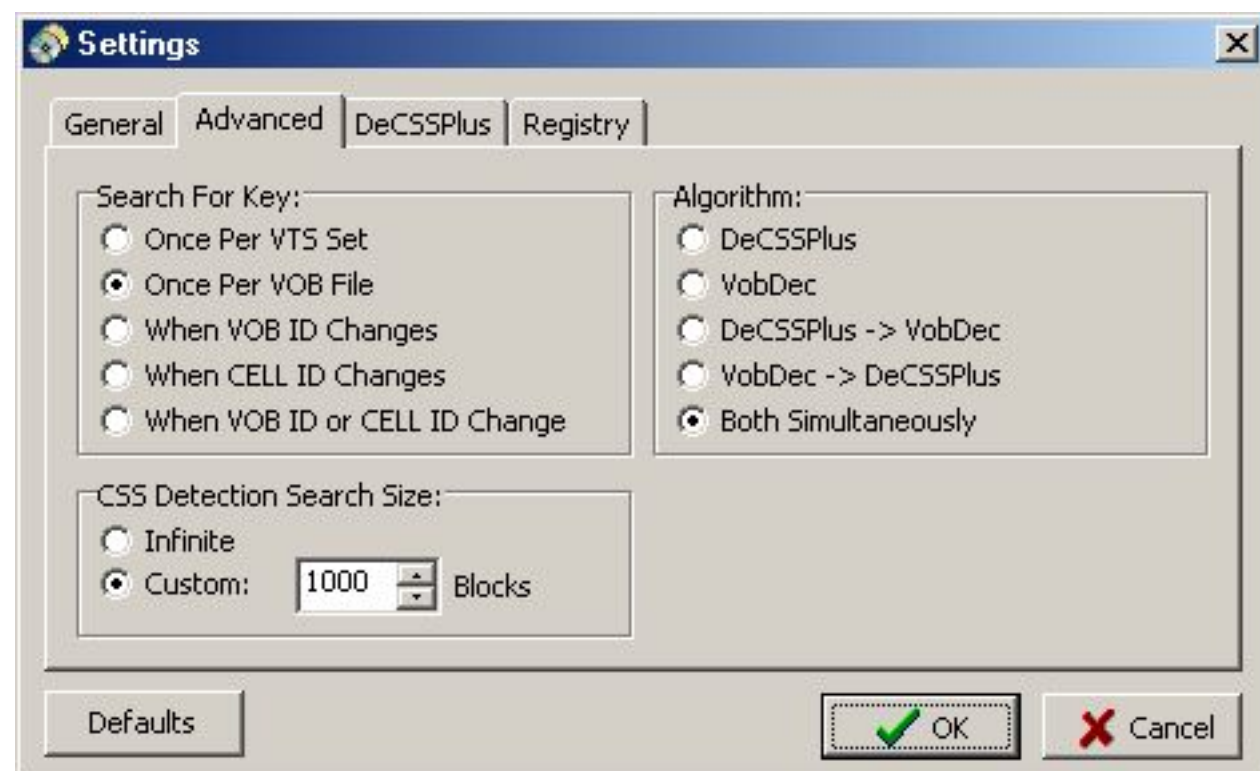 Settings
General Advanced DeCSSPlus Registry
Search For Key:
Once Per VTS Set
Once Per VOB File
When VOB ID Changes
When CELL ID Changes
When VOB ID or CELL ID Change
Algorithm:
DeCSSPlus
VobDec
DeCSSPlus -> VobDec
VobDec -> DeCSSPlus
Both Simultaneously
CSS Detection Search Size:
Infinite
Custom: 1000 Blocks
Defaults OK Cancel